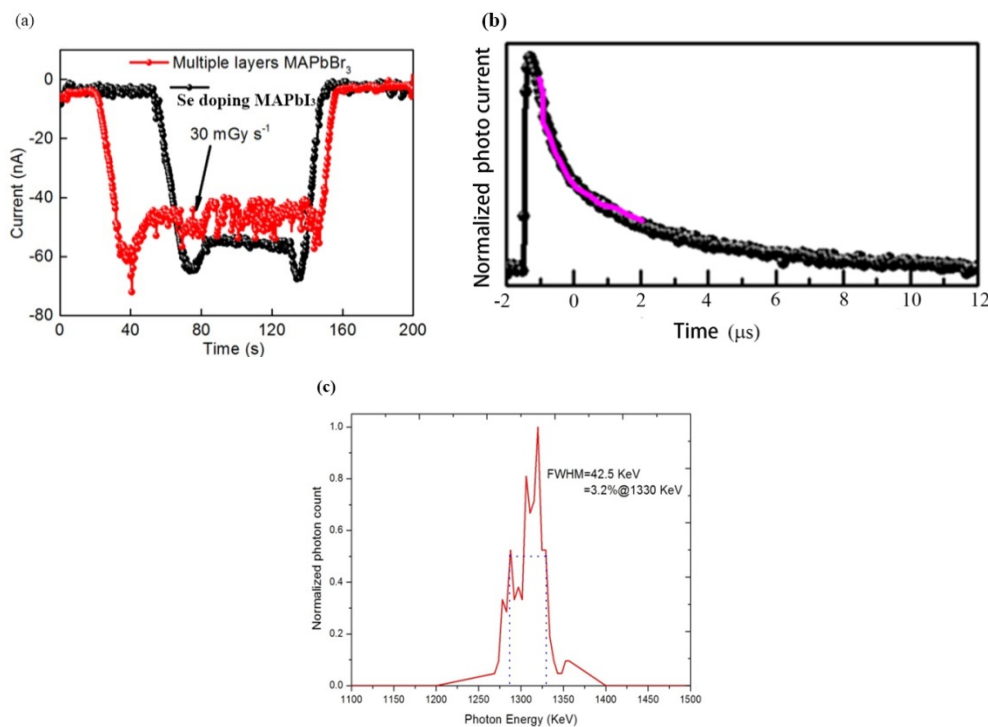 (a)
Multiple layers MAPbBr₃
Se doping MAPbI₃
30 mGy s⁻¹
0
-20
-40
-60
-80
Current (nA)
0 40 80 120 160 200
Time (s)
(b)
Normalized photo current
-2 0 2 4 6 8 10 12
Time (μs)
(c)
1.0
0.8
0.6
0.4
0.2
0.0
Normalized photon count
FWHM=42.5 KeV
=3.2%@1330 KeV
1100 1150 1200 1250 1300 1350 1400 1450 1500
Photon Energy (KeV)